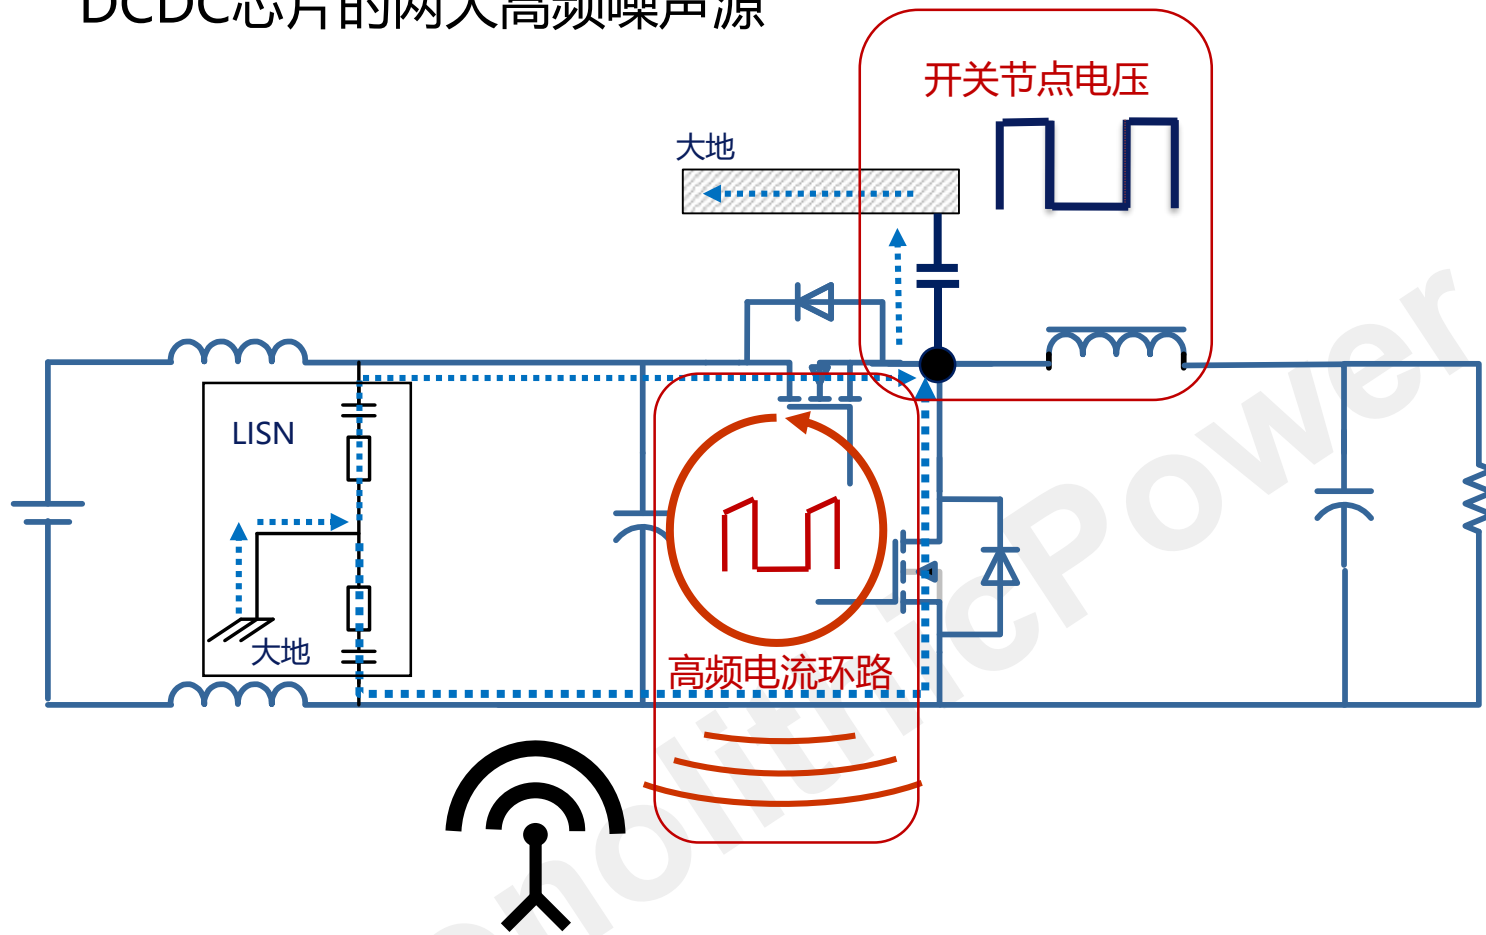 DCDC芯片的两大高频噪声源
开关节点电压
大地
LISN
大地
高频电流环路
MonolithicPower